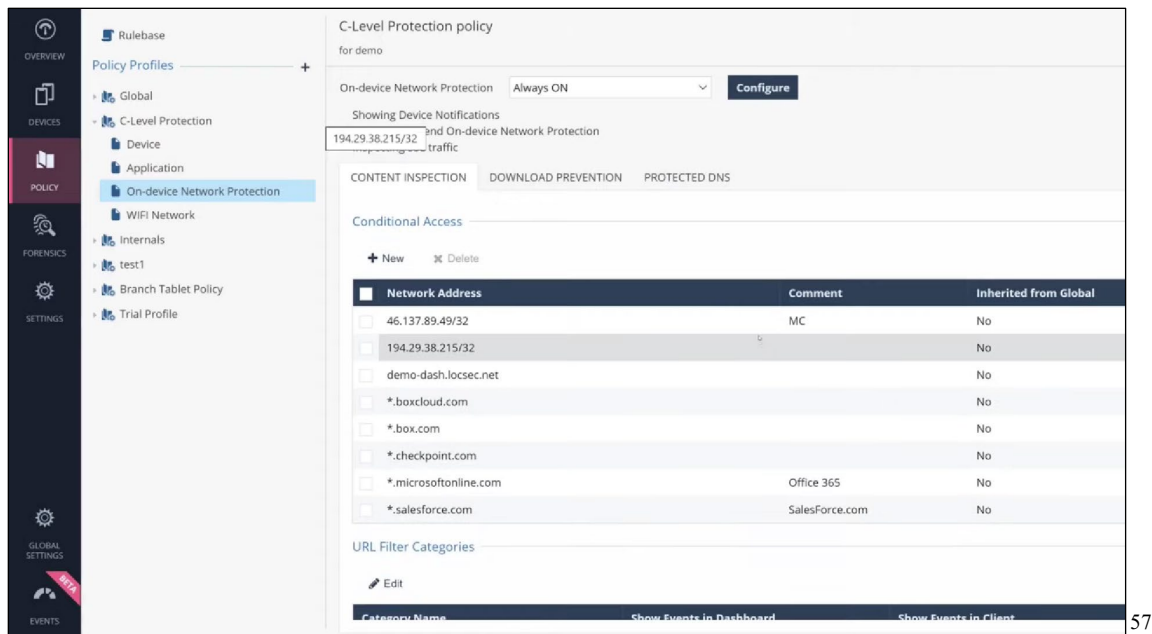 OVERVIEW
DEVICES
POLICY
FORENSICS
SETTINGS
GLOBAL
SETTINGS
BETA
EVENTS
Rulebase
Policy Profiles +
Global
C-Level Protection
Device
Application
On-device Network Protection
WIFI Network
Internals
test1
Branch Tablet Policy
Trial Profile
C-Level Protection policy
for demo
On-device Network Protection Always ON Configure
Showing Device Notifications
194.29.38.215/32 end On-device Network Protection
traffic
CONTENT INSPECTION DOWNLOAD PREVENTION PROTECTED DNS
Conditional Access
+ New Delete
Network Address Comment Inherited from Global
46.137.89.49/32 MC No
194.29.38.215/32 No
demo-dash.locsec.net No
*.boxcloud.com No
*.box.com No
*.checkpoint.com No
*.microsoftonline.com Office 365 No
*.salesforce.com SalesForce.com No
URL Filter Categories
Edit
Category Name Show Events in Dashboard Show Events in Client
57